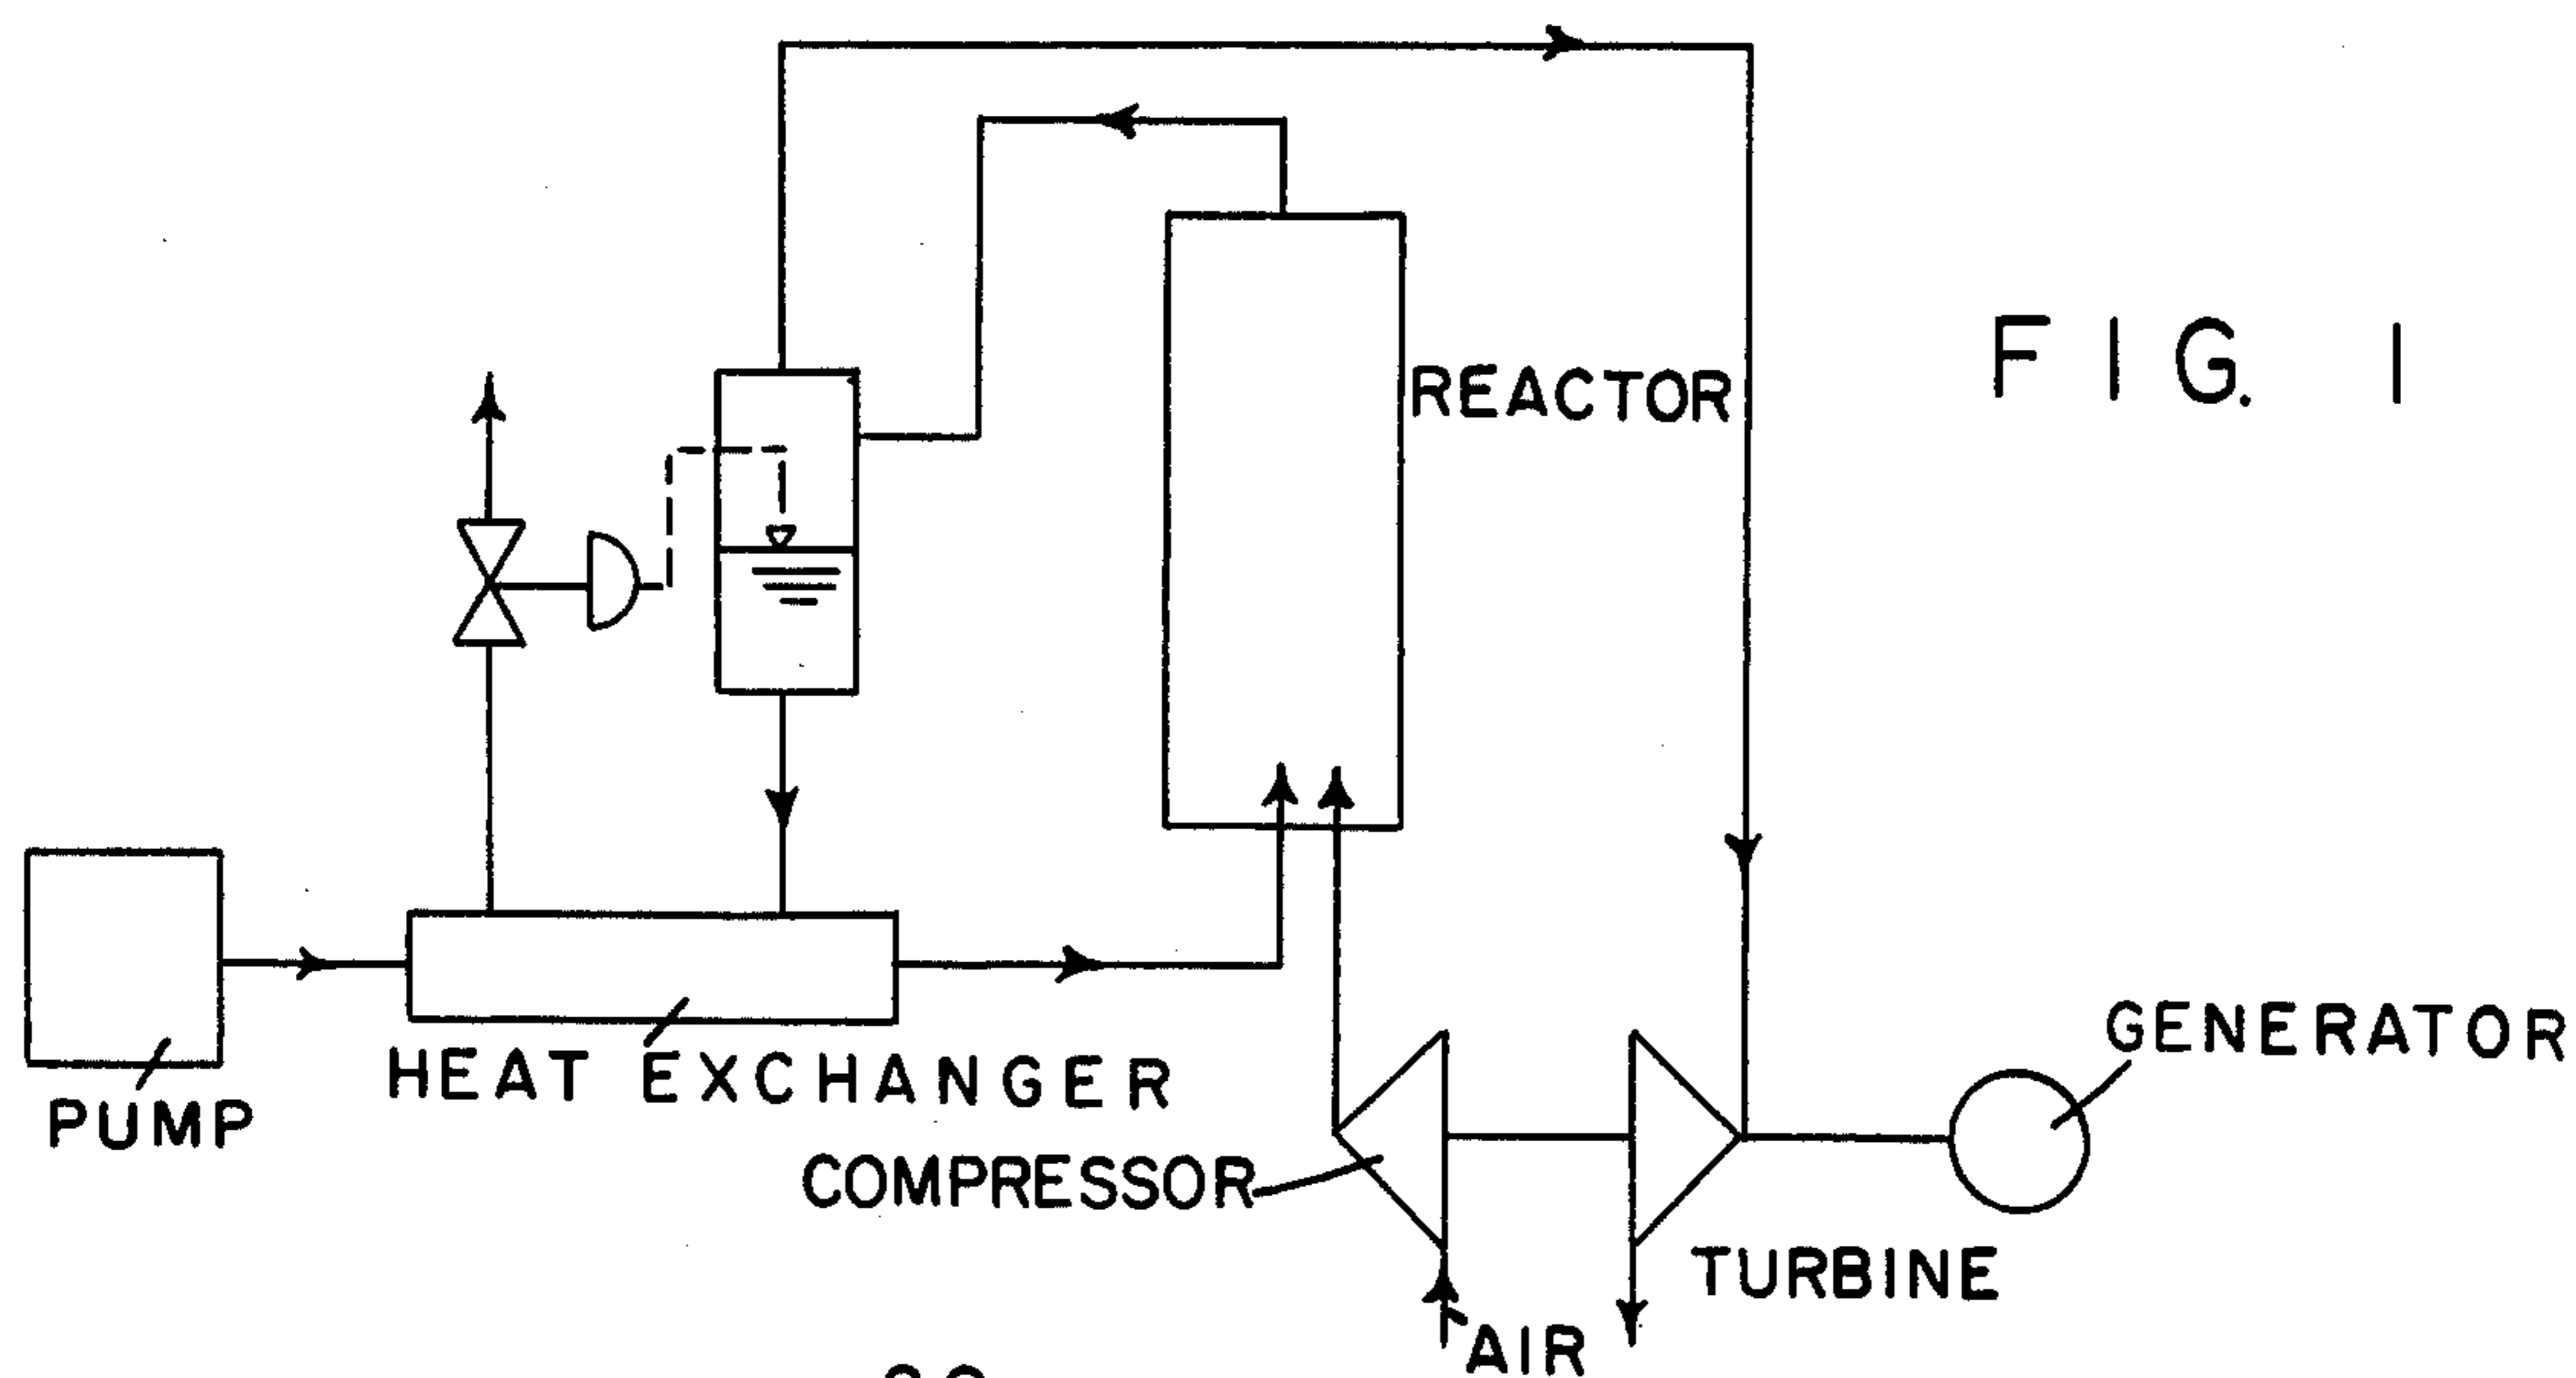 REACTOR
FIG. 1
GENERATOR
HEAT EXCHANGER
PUMP
COMPRESSOR
TURBINE
AIR